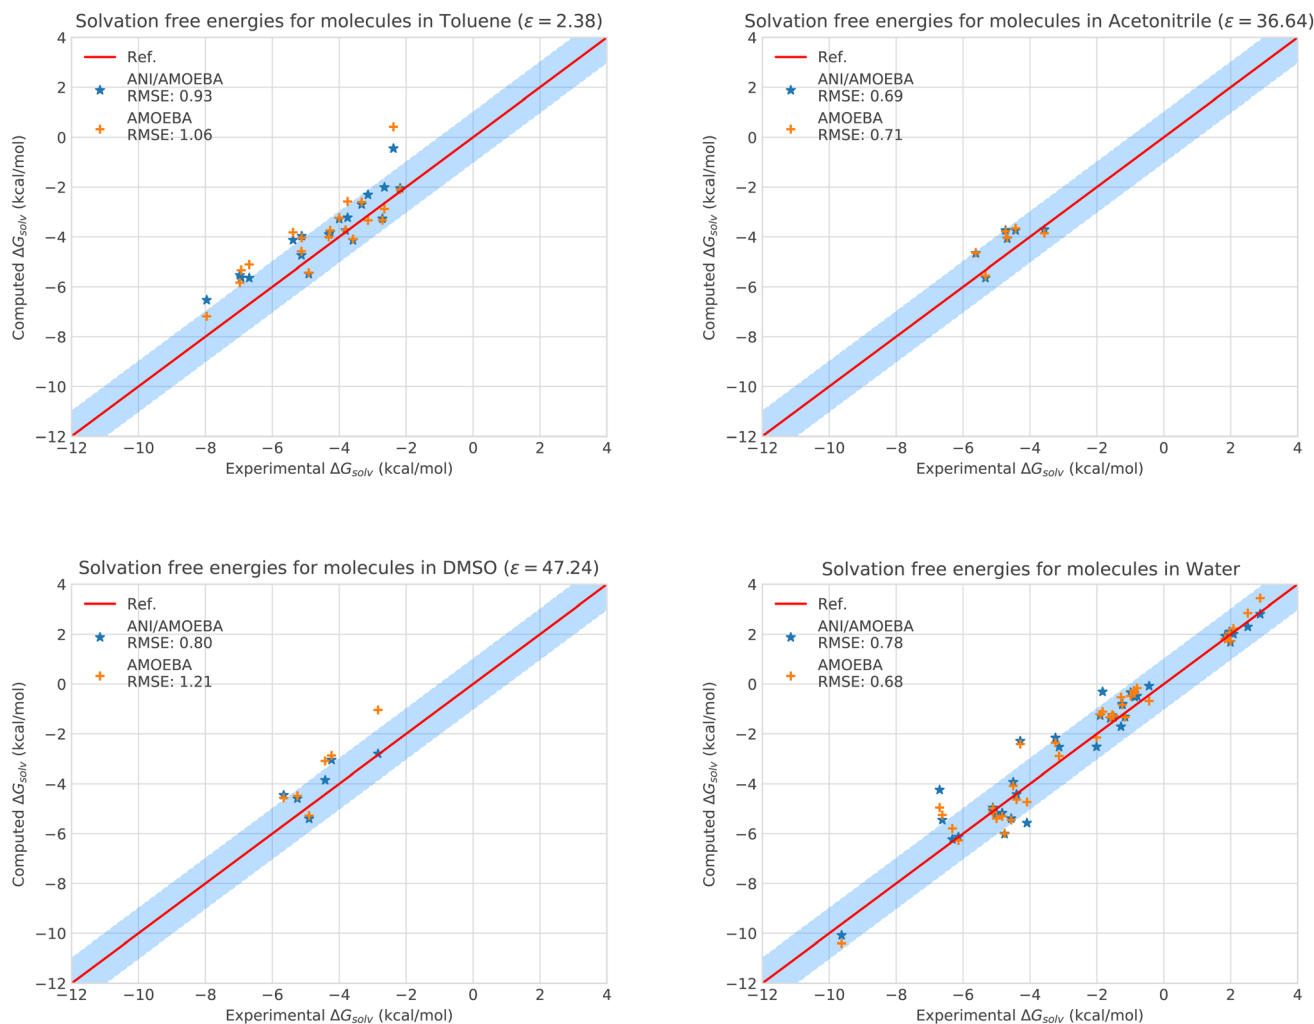 Solvation free energies for molecules in Toluene (ε = 2.38)
4
2
0
−2
−4
−6
−8
−10
−12
Computed ΔG_solv (kcal/mol)
Ref.
ANI/AMOEBA
RMSE: 0.93
AMOEBA
RMSE: 1.06
−12 −10 −8 −6 −4 −2 0 2 4
Experimental ΔG_solv (kcal/mol)
Solvation free energies for molecules in Acetonitrile (ε = 36.64)
4
2
0
−2
−4
−6
−8
−10
−12
Computed ΔG_solv (kcal/mol)
Ref.
ANI/AMOEBA
RMSE: 0.69
AMOEBA
RMSE: 0.71
−12 −10 −8 −6 −4 −2 0 2 4
Experimental ΔG_solv (kcal/mol)
Solvation free energies for molecules in DMSO (ε = 47.24)
4
2
0
−2
−4
−6
−8
−10
−12
Computed ΔG_solv (kcal/mol)
Ref.
ANI/AMOEBA
RMSE: 0.80
AMOEBA
RMSE: 1.21
−12 −10 −8 −6 −4 −2 0 2 4
Experimental ΔG_solv (kcal/mol)
Solvation free energies for molecules in Water
4
2
0
−2
−4
−6
−8
−10
−12
Computed ΔG_solv (kcal/mol)
Ref.
ANI/AMOEBA
RMSE: 0.78
AMOEBA
RMSE: 0.68
−12 −10 −8 −6 −4 −2 0 2 4
Experimental ΔG_solv (kcal/mol)